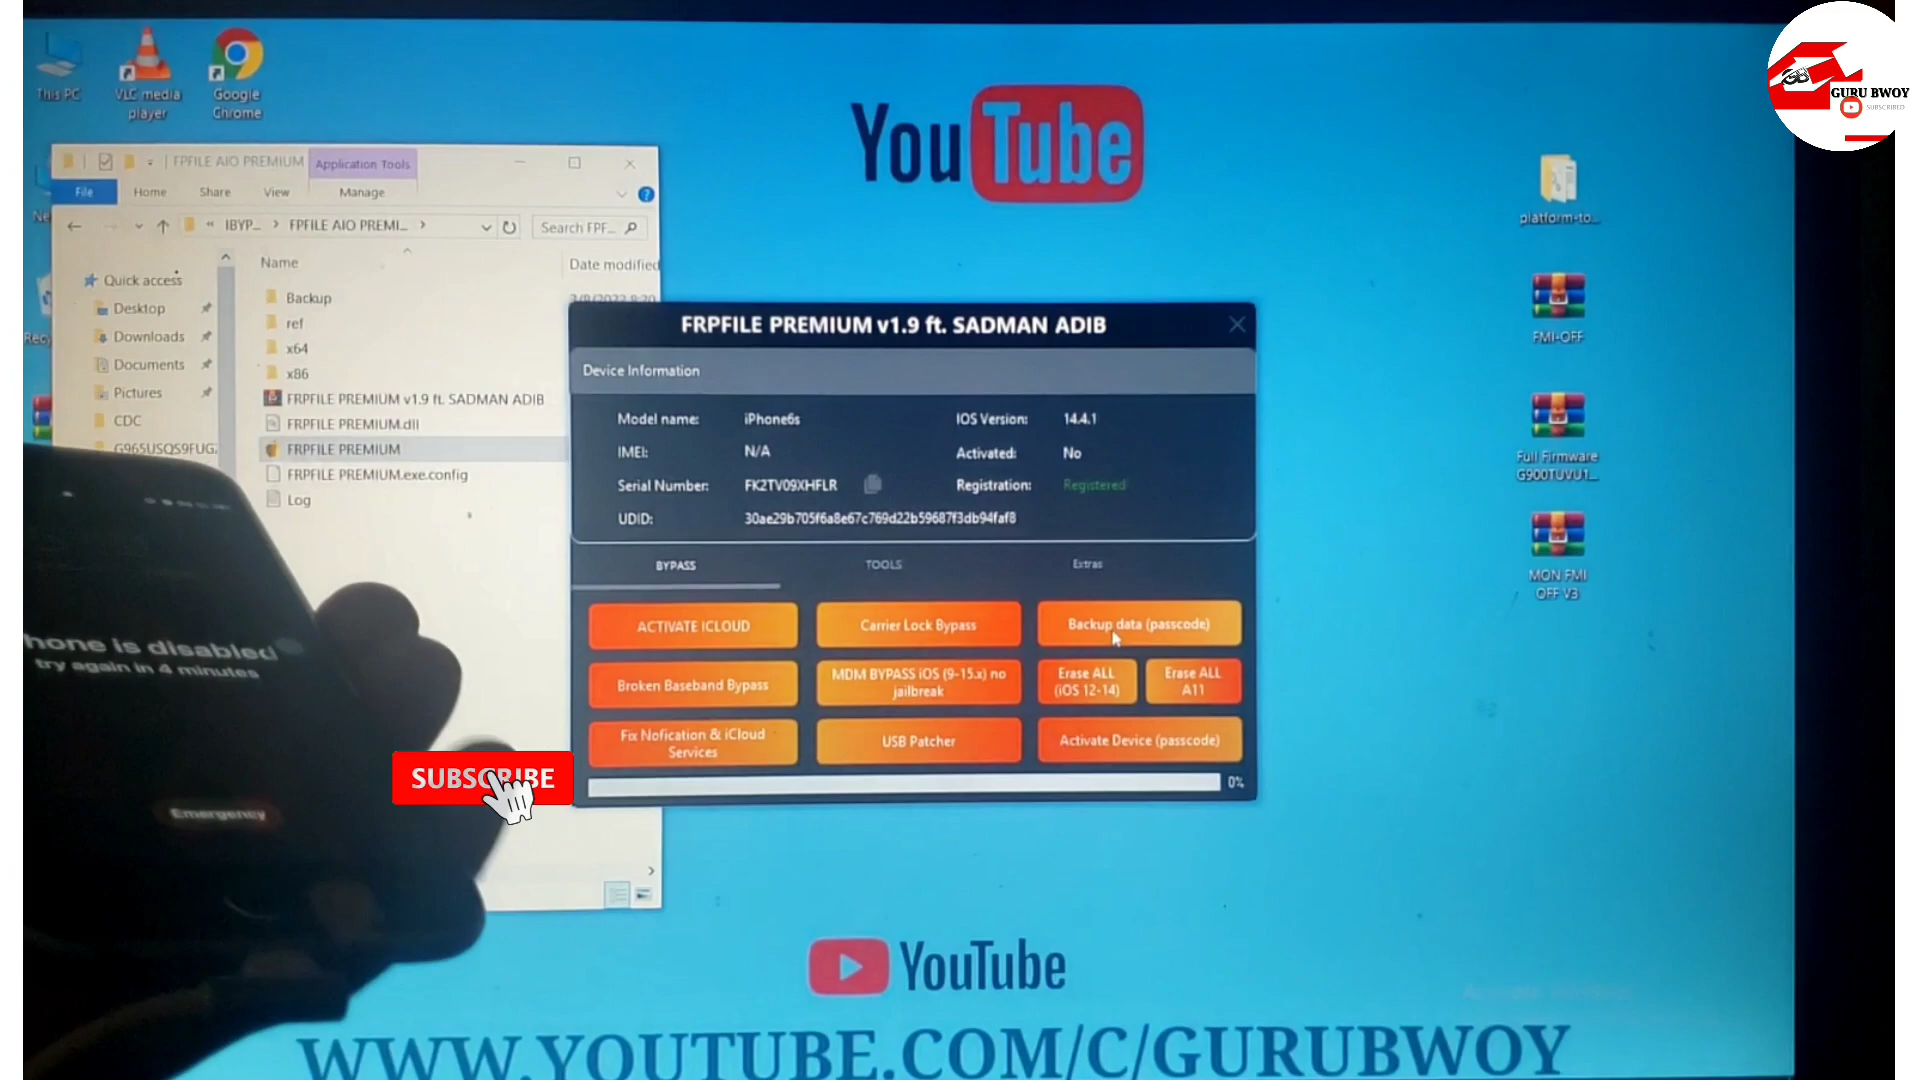 This PC
VLC media
player
Google
Chrome
GURU BWOY
SUBSCRIBED
You Tube
FPFILE AIO PREMIUM
Application Tools
File
Home
Share
View
Manage
« IBYP... > FPFILE AIO PREMI... >
Search FPF...
Name
Date modified
Quick access
Desktop
Downloads
Documents
Pictures
CDC
G965USQS9FUG
Backup
ref
x64
x86
FRPFILE PREMIUM v1.9 ft. SADMAN ADIB
FRPFILE PREMIUM.dll
FRPFILE PREMIUM
FRPFILE PREMIUM.exe.config
Log
platform-to...
FMI-OFF
Full Firmware
G900TUVU1...
MON FMI
OFF V3
FRPFILE PREMIUM v1.9 ft. SADMAN ADIB
Device Information
Model name: iPhone6s
IOS Version: 14.4.1
IMEI: N/A
Activated: No
Serial Number: FK2TV09XHFLR
Registration: Registered
UDID: 30ae29b705f6a8e67c769d22b59687f3db94faf8
BYPASS
TOOLS
Extras
ACTIVATE ICLOUD
Carrier Lock Bypass
Backup data (passcode)
Broken Baseband Bypass
MDM BYPASS iOS (9-15.x) no
jailbreak
Erase ALL
(iOS 12-14)
Erase ALL
A11
Fix Nofication & iCloud
Services
USB Patcher
Activate Device (passcode)
0%
hone is disabled
try again in 4 minutes
Emergency
SUBSCRIBE
YouTube
WWW.YOUTUBE.COM/C/GURUBWOY